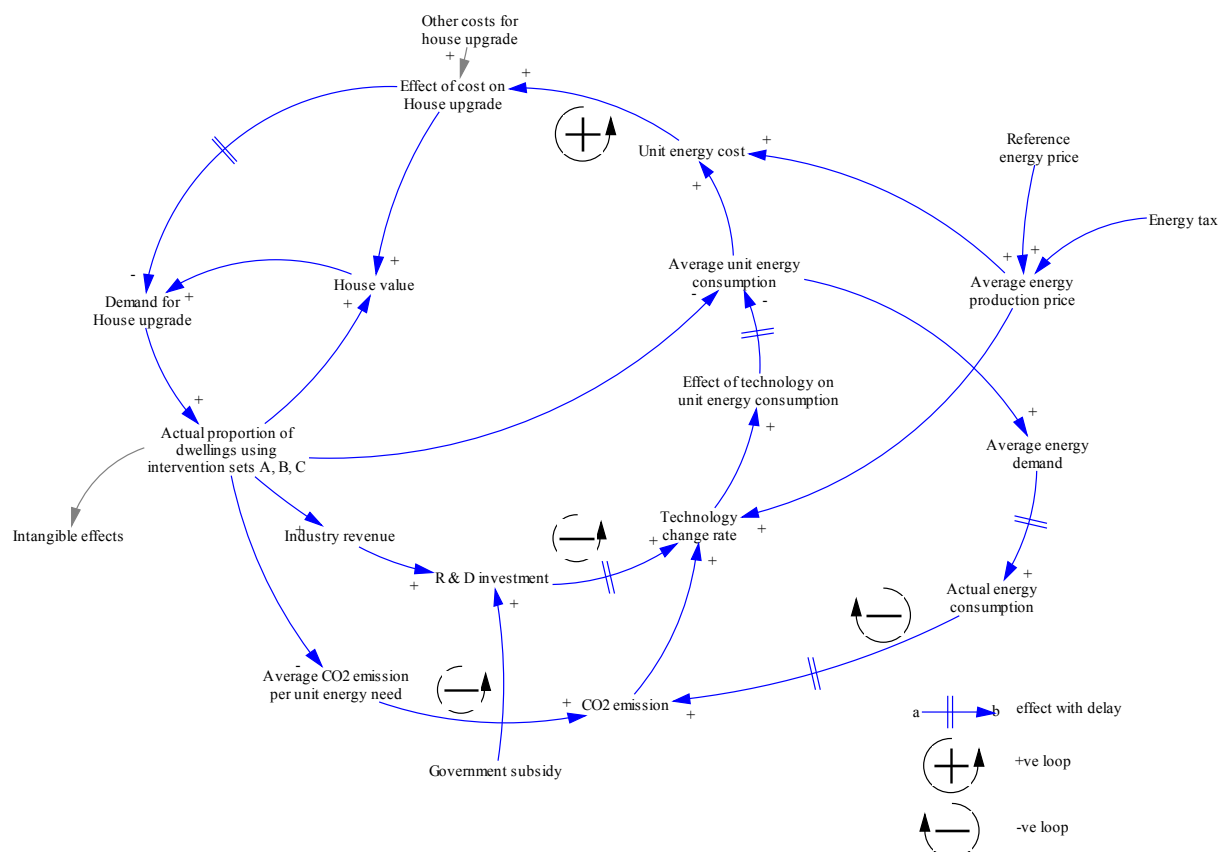 Other costs for
house upgrade
+
+
Effect of cost on
House upgrade
Reference
energy price
+
Unit energy cost
+
Energy tax
+
+
+
Average unit energy
consumption
Average energy
production price
-
-
-
+
House value
+
+
Demand for
House upgrade
Effect of technology on
unit energy consumption
+
+
+
Actual proportion of
dwellings using
intervention sets A, B, C
Average energy
demand
Intangible effects
+
Industry revenue
Technology
change rate
+
+
+
+
R & D investment
+
+
Actual energy
consumption
-
Average CO2 emission
per unit energy need
+
CO2 emission
+
a
b
effect with delay
+ve loop
Government subsidy
-ve loop